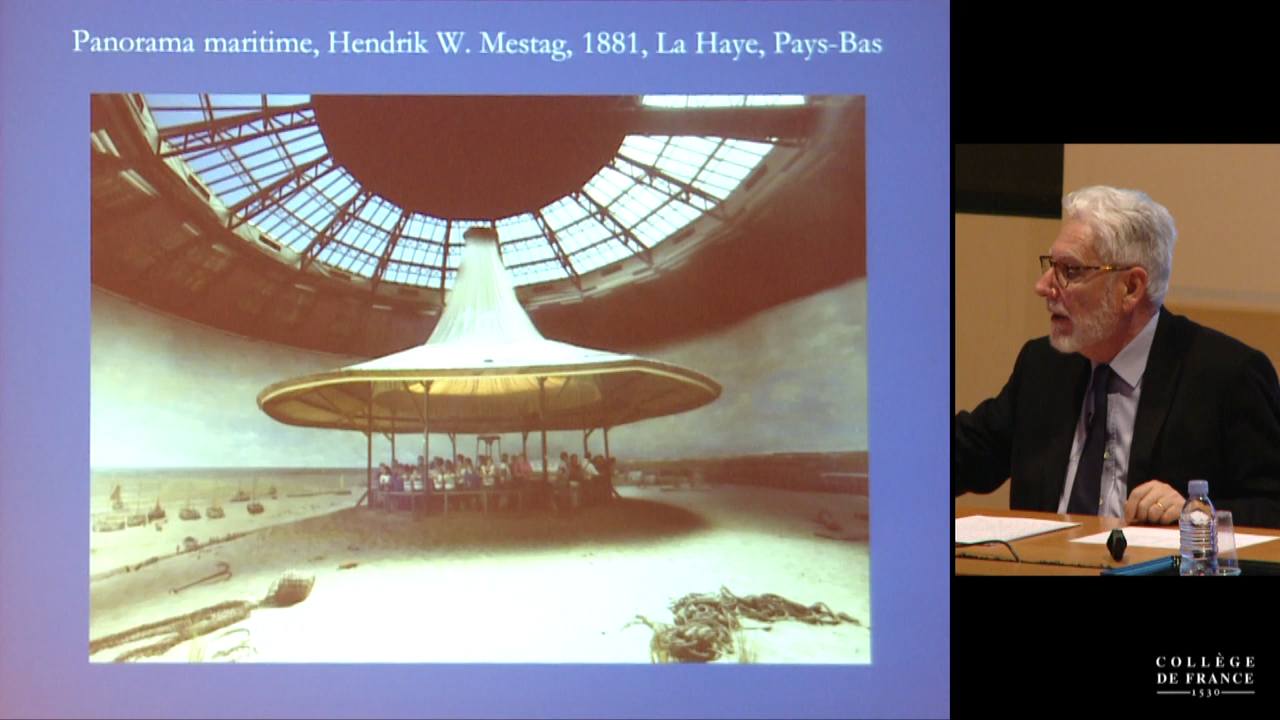 Panorama maritime, Hendrik W. Mestag, 1881, La Haye, Pays-Bas
COLLÈGE
DE FRANCE
1530